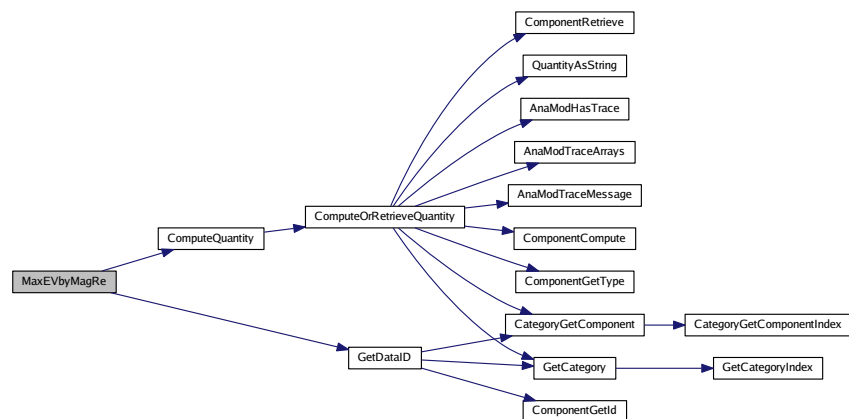 ComponentRetrieve
QuantityAsString
AnaModHasTrace
AnaModTraceArrays
AnaModTraceMessage
ComputeOrRetrieveQuantity
ComputeQuantity
ComponentCompute
MaxEVbyMagRe
ComponentGetType
CategoryGetComponent
CategoryGetComponentIndex
GetDataID
GetCategory
GetCategoryIndex
ComponentGetId